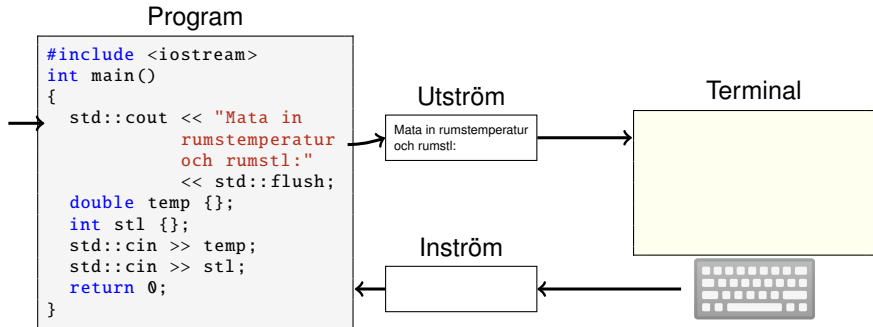 Program
#include <iostream>
int main()
{
std::cout << "Mata in
rumstemperatur
och rumstl:"
<< std::flush;
double temp {};
int stl {};
std::cin >> temp;
std::cin >> stl;
return 0;
}
Utström
Mata in rumstemperatur
och rumstl:
Terminal
Inström